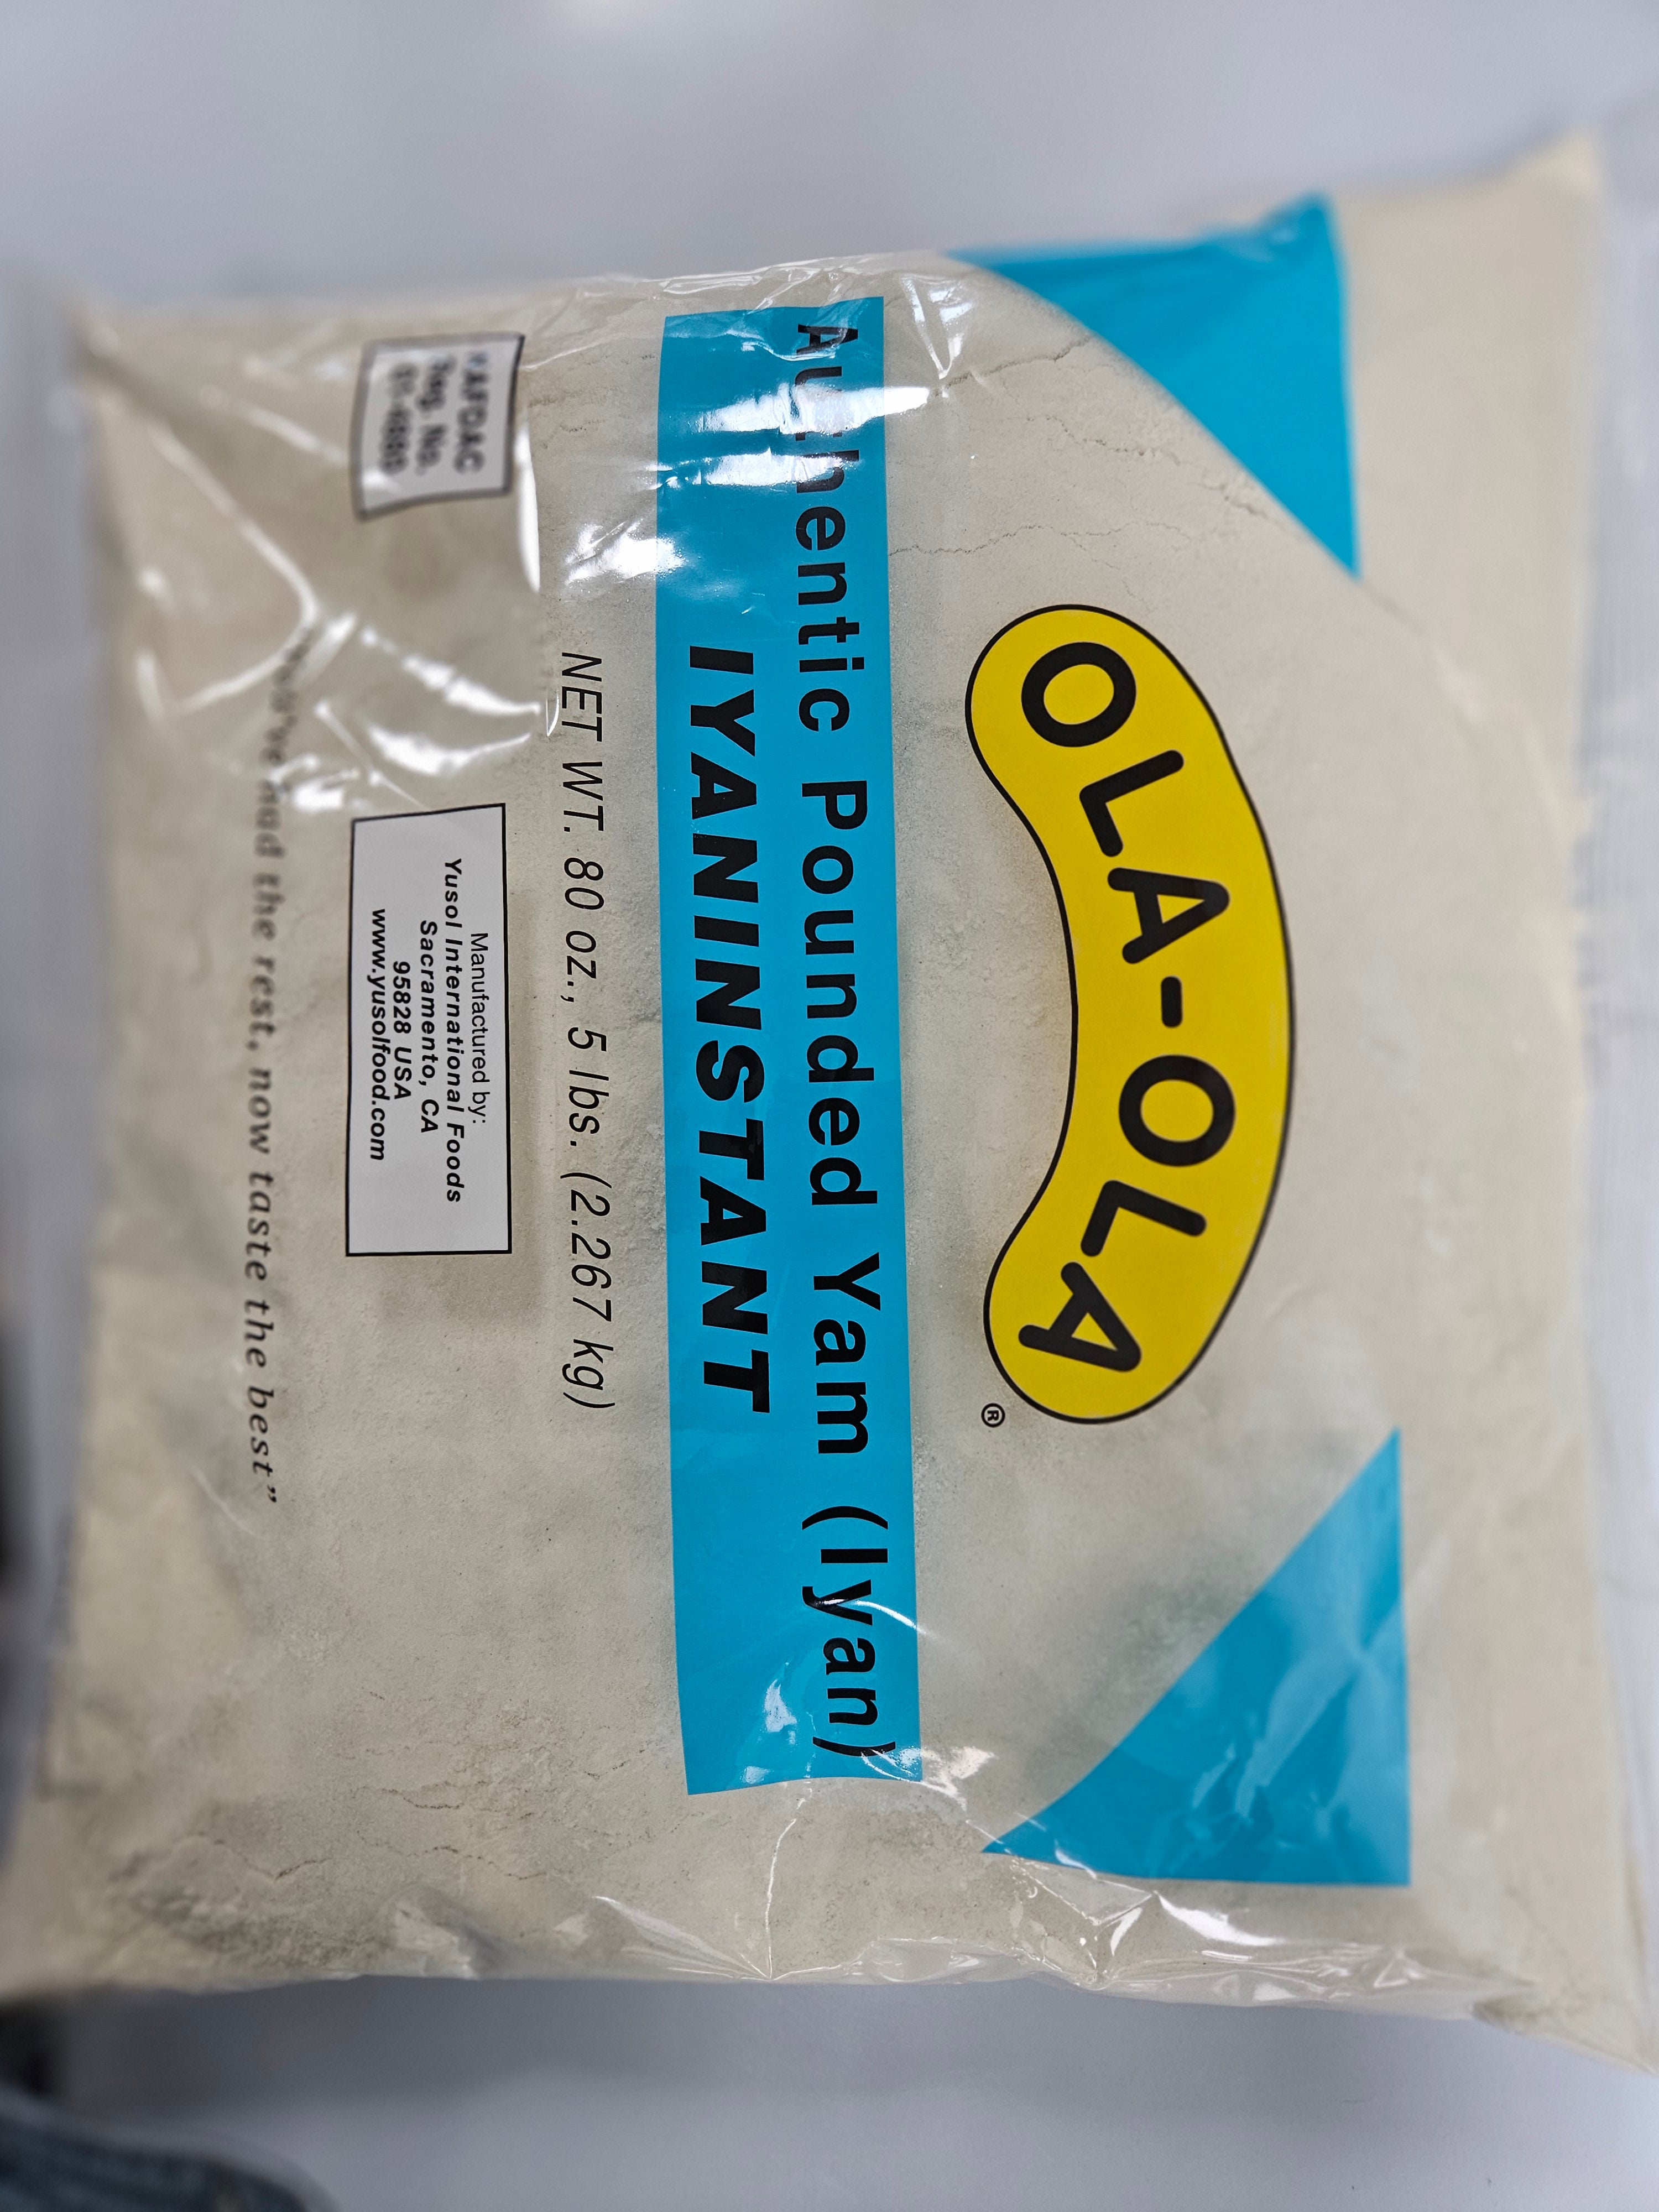 OLA-OLA
®
Authentic Pounded Yam (Iyan)
IYANINSTANT
NET WT. 80 oz., 5 lbs. (2.267 kg)
NAFDAC
Reg. No.
Manufactured by:
Yusol International Foods
Sacramento, CA
95828 USA
www.yusolfood.com
had the rest, now taste the best”